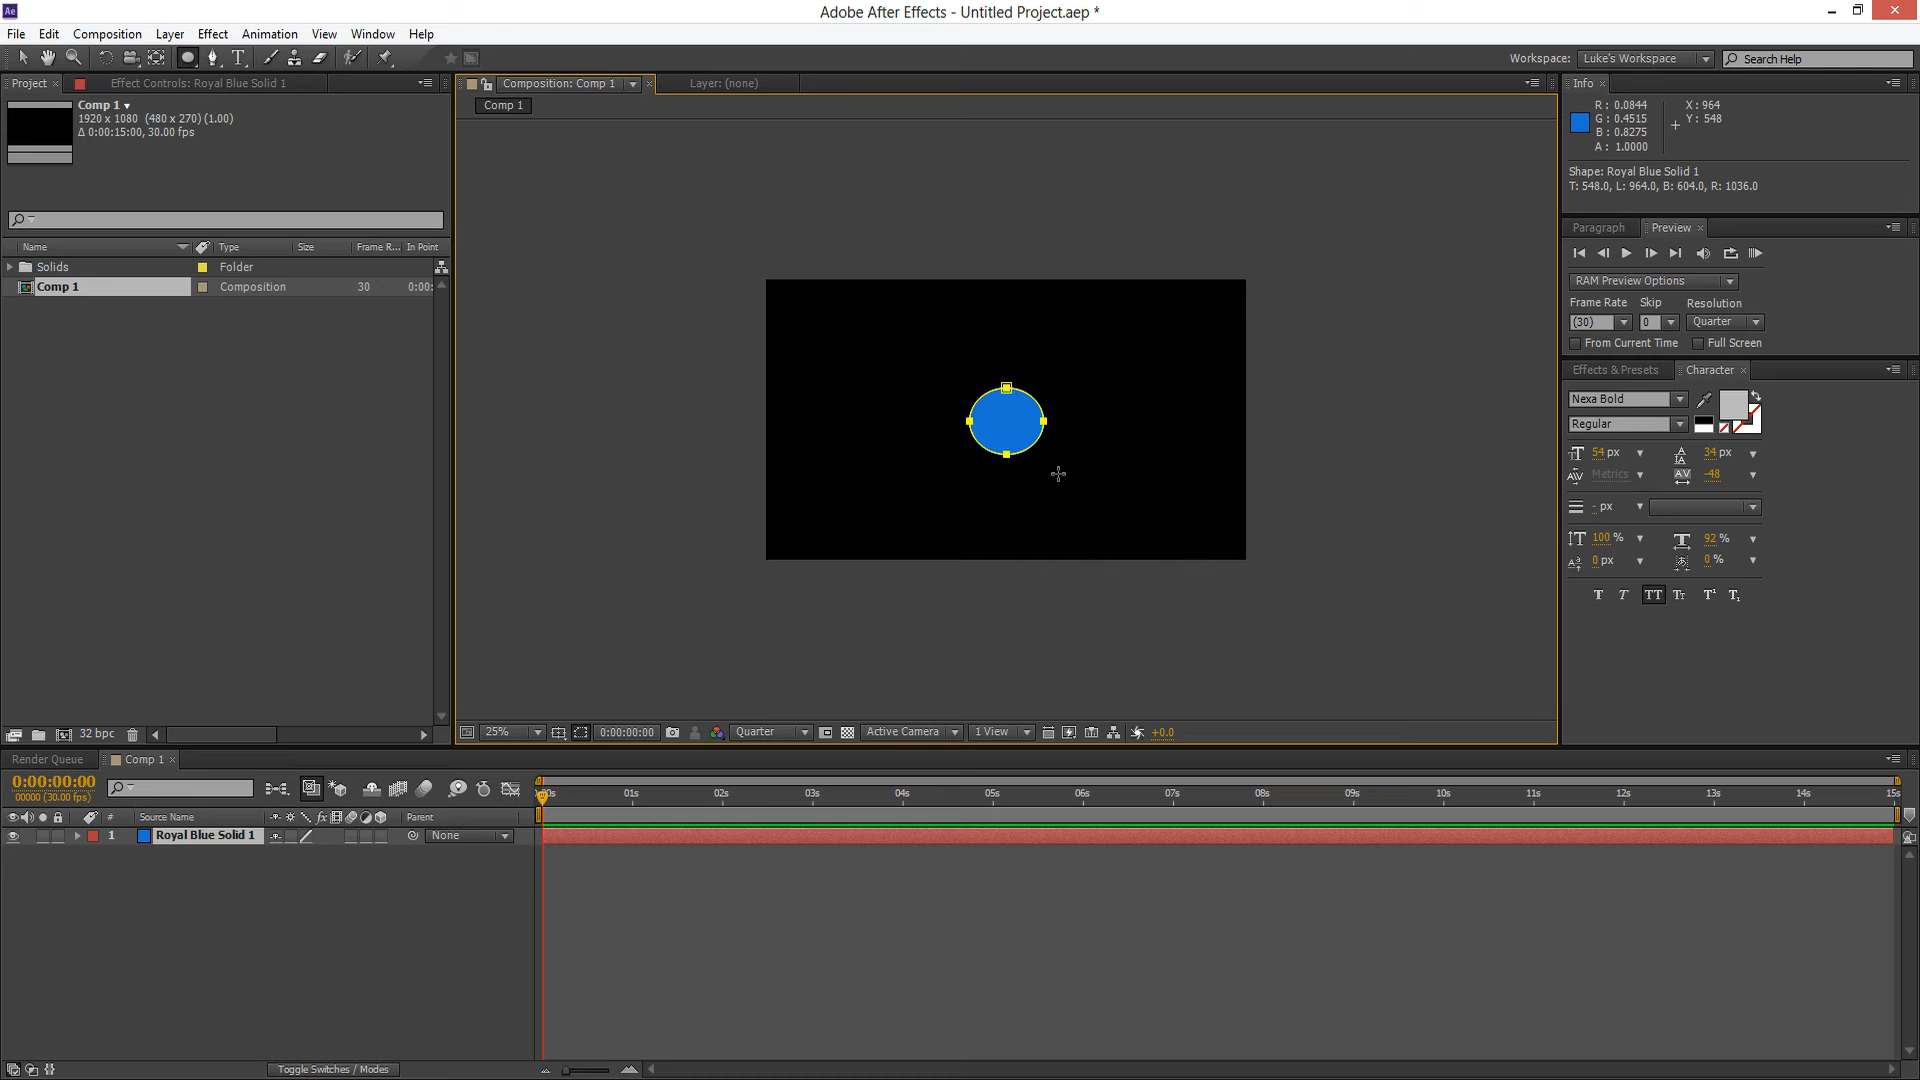 Ae
Adobe After Effects - Untitled Project.aep *
File Edit Composition Layer Effect Animation View Window Help
Workspace: Luke's Workspace Search Help
Project Effect Controls: Royal Blue Solid 1
Composition: Comp 1 Layer: (none)
Info
Comp 1
1920 x 1080 (480 x 270) (1.00)
Δ 0:00:15:00, 30.00 fps
Comp 1
R : 0.0844
G : 0.4515
B : 0.8275
A : 1.0000
X : 964
Y : 548
Shape: Royal Blue Solid 1
T: 548.0, L: 964.0, B: 604.0, R: 1036.0
Paragraph Preview
Name Type Size Frame R... In Point
Solids Folder
Comp 1 Composition 30 0:00:
RAM Preview Options
Frame Rate Skip Resolution
(30) 0 Quarter
From Current Time Full Screen
Effects & Presets Character
Nexa Bold
Regular
54 px 34 px
Metrics -48
- px
100 % 92 %
0 px 0 %
T T TT Tt T¹ T₁
32 bpc
25% 0:00:00:00 Quarter Active Camera 1 View +0.0
Render Queue Comp 1
0:00:00:00
00000 (30.00 fps)
:00s 01s 02s 03s 04s 05s 06s 07s 08s 09s 10s 11s 12s 13s 14s 15s
# Source Name fx Parent
1 Royal Blue Solid 1 None
Toggle Switches / Modes